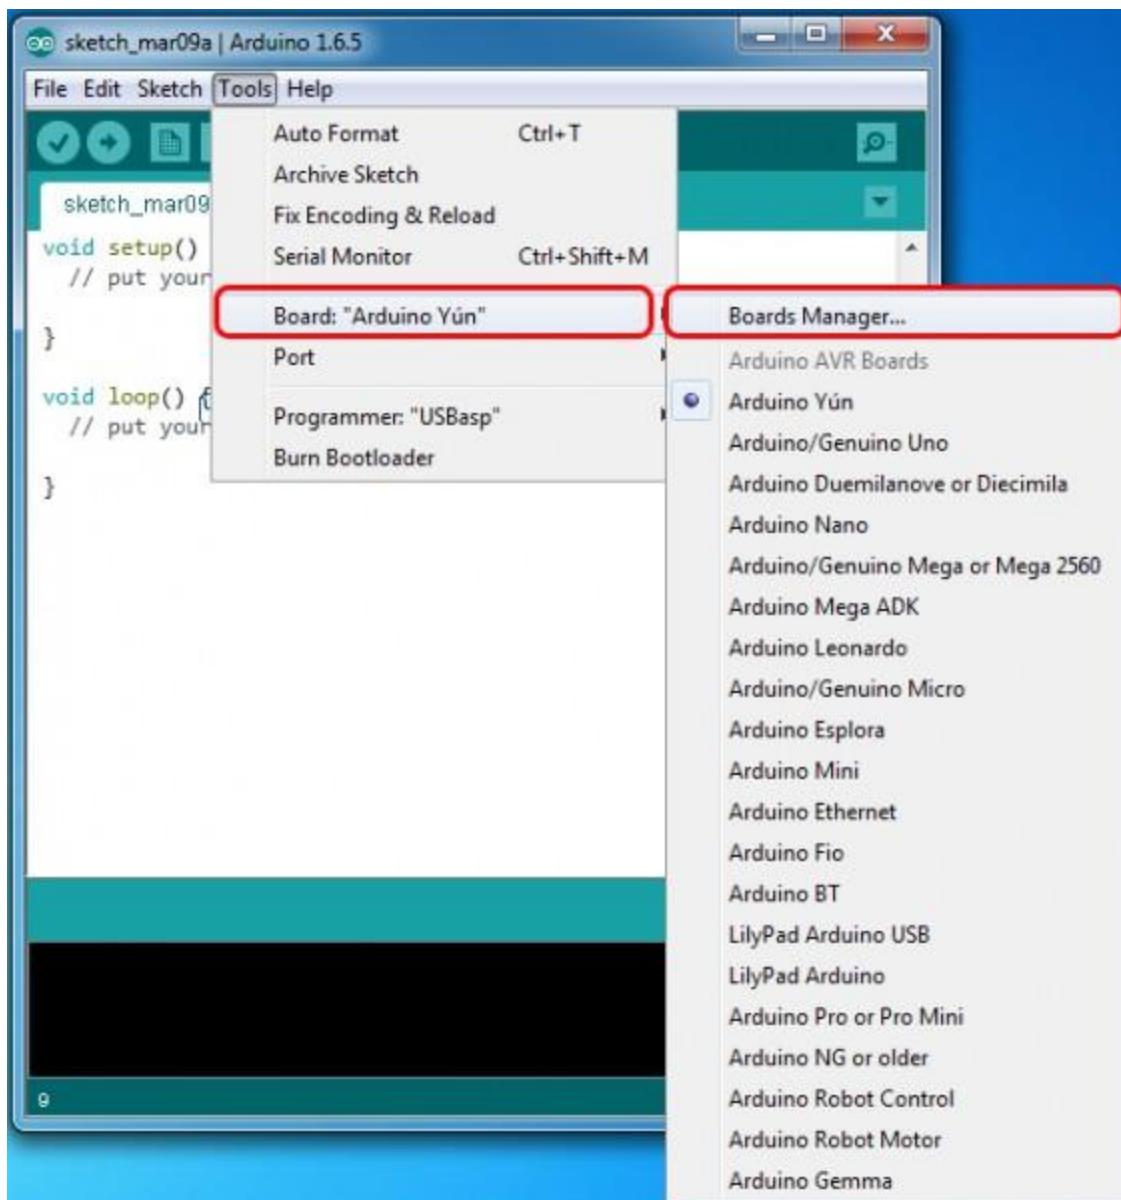 sketch_mar09a | Arduino 1.6.5
File Edit Sketch Tools Help
Auto Format Ctrl+T
Archive Sketch
Fix Encoding & Reload
Serial Monitor Ctrl+Shift+M
Board: "Arduino Yún"
Port
Programmer: "USBasp"
Burn Bootloader
sketch_mar09
void setup()
// put your
}
void loop() {
// put your
}
9
Boards Manager...
Arduino AVR Boards
Arduino Yún
Arduino/Genuino Uno
Arduino Duemilanove or Diecimila
Arduino Nano
Arduino/Genuino Mega or Mega 2560
Arduino Mega ADK
Arduino Leonardo
Arduino/Genuino Micro
Arduino Esplora
Arduino Mini
Arduino Ethernet
Arduino Fio
Arduino BT
LilyPad Arduino USB
LilyPad Arduino
Arduino Pro or Pro Mini
Arduino NG or older
Arduino Robot Control
Arduino Robot Motor
Arduino Gemma